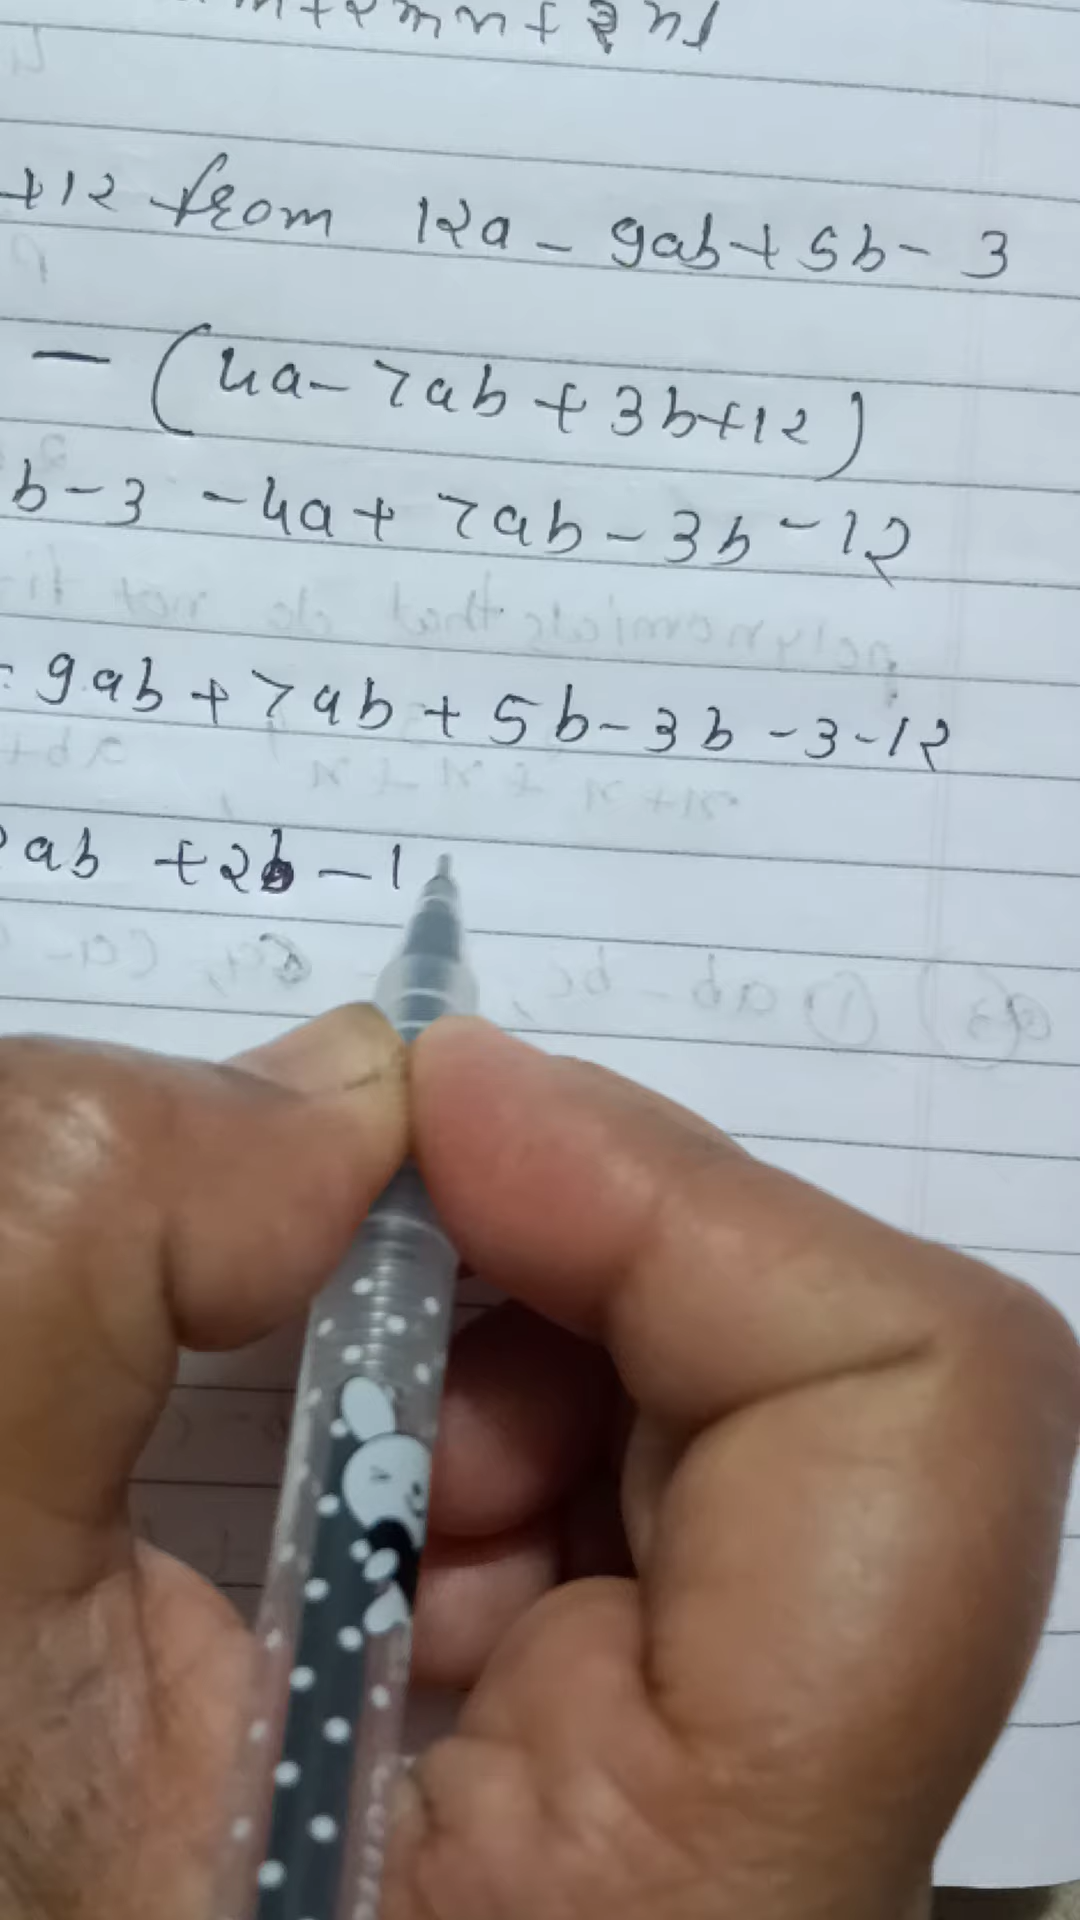 +12 from 12a - 9ab + 5b - 3
- (4a - 7ab + 3b + 12)
b - 3 - 4a + 7ab - 3b - 12
- 9ab + 7ab + 5b - 3b - 3 - 12
2ab + 2b - 1